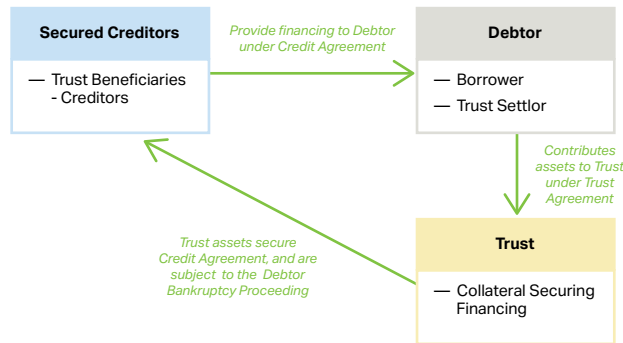 Secured Creditors
— Trust Beneficiaries
- Creditors
Provide financing to Debtor
under Credit Agreement
Debtor
— Borrower
— Trust Settlor
Contributes
assets to Trust
under Trust
Agreement
Trust assets secure
Credit Agreement, and are
subject to the Debtor
Bankruptcy Proceeding
Trust
— Collateral Securing
Financing